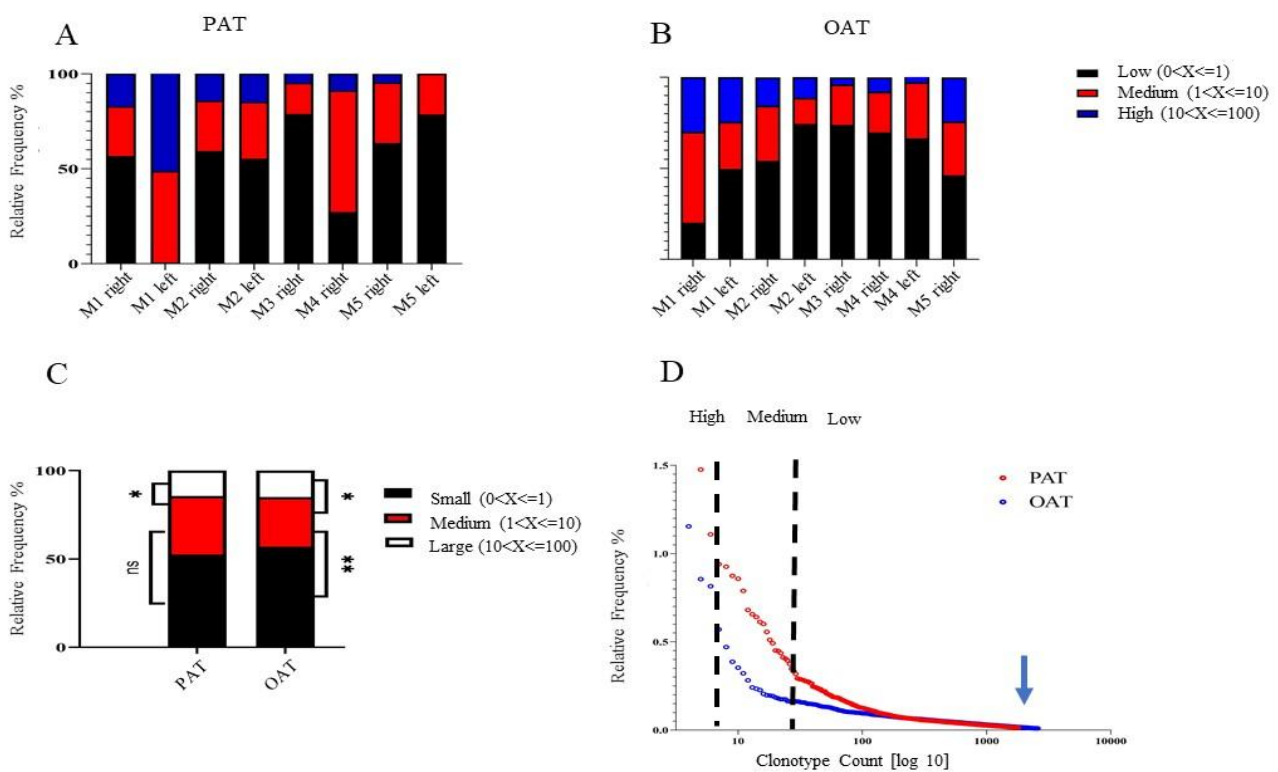 A
PAT
B
OAT
Low (0<X<=1)
Medium (1<X<=10)
High (10<X<=100)
Relative Frequency %
100
50
0
M1 right
M1 left
M2 right
M2 left
M3 right
M4 right
M5 right
M5 left
M1 right
M1 left
M2 right
M2 left
M3 right
M4 right
M4 left
M5 right
C
Relative Frequency %
100
50
0
*
ns
*
**
PAT
OAT
Small (0<X<=1)
Medium (1<X<=10)
Large (10<X<=100)
D
High Medium Low
Relative Frequency %
1.5
1.0
0.5
0.0
10
100
1000
10000
Clonotype Count [log 10]
PAT
OAT